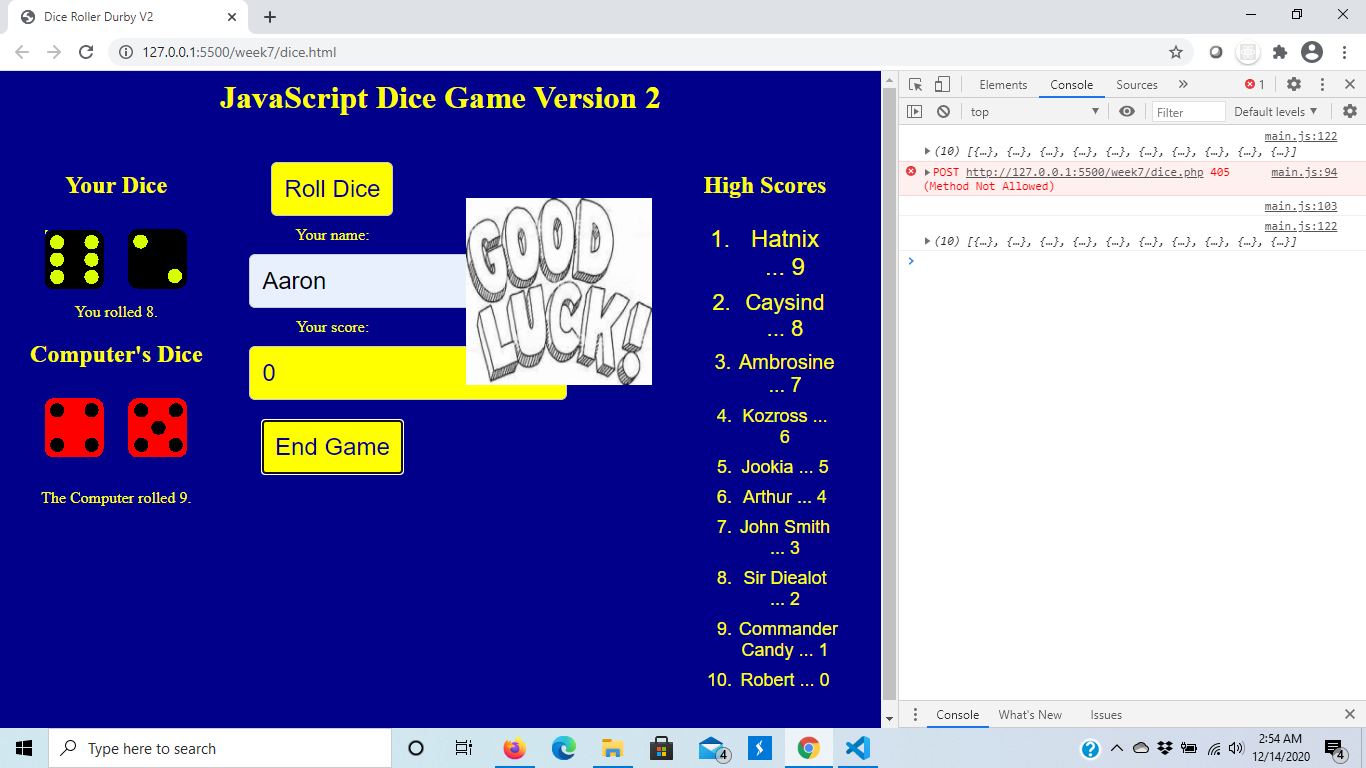 Dice Roller Durby V2
127.0.0.1:5500/week7/dice.html
JavaScript Dice Game Version 2
Your Dice
You rolled 8.
Computer's Dice
The Computer rolled 9.
Roll Dice
Your name:
Aaron
Your score:
0
End Game
GOOD
LUCK!
High Scores
1. Hatnix
... 9
2. Caysind
... 8
3. Ambrosine
... 7
4. Kozross ...
6
5. Jookia ... 5
6. Arthur ... 4
7. John Smith
... 3
8. Sir Diealot
... 2
9. Commander
Candy ... 1
10. Robert ... 0
Elements Console Sources » 1
top Filter Default levels
main.js:122
(10) [{…}, {…}, {…}, {…}, {…}, {…}, {…}, {…}, {…}, {…}]
POST http://127.0.0.1:5500/week7/dice.php 405 main.js:94
(Method Not Allowed)
main.js:103
main.js:122
(10) [{…}, {…}, {…}, {…}, {…}, {…}, {…}, {…}, {…}, {…}]
Console What's New Issues
Type here to search
4
2:54 AM
12/14/2020
4